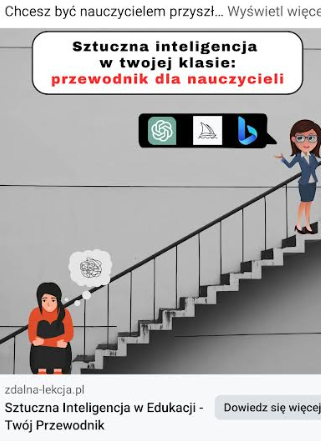 Chcesz być nauczycielem przyszł... Wyświetl więce
Sztuczna inteligencja
w twojej klasie:
przewodnik dla nauczycieli
zdalna-lekcja.pl
Sztuczna Inteligencja w Edukacji -
Twój Przewodnik
Dowiedz się więcej